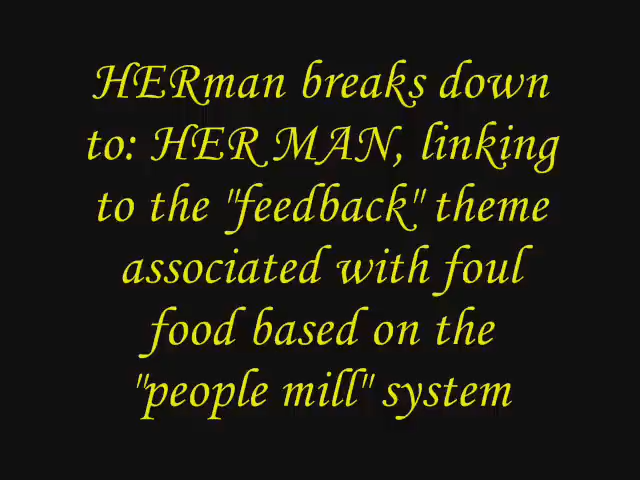 HERman breaks down
to: HER MAN, linking
to the "feedback" theme
associated with foul
food based on the
"people mill" system